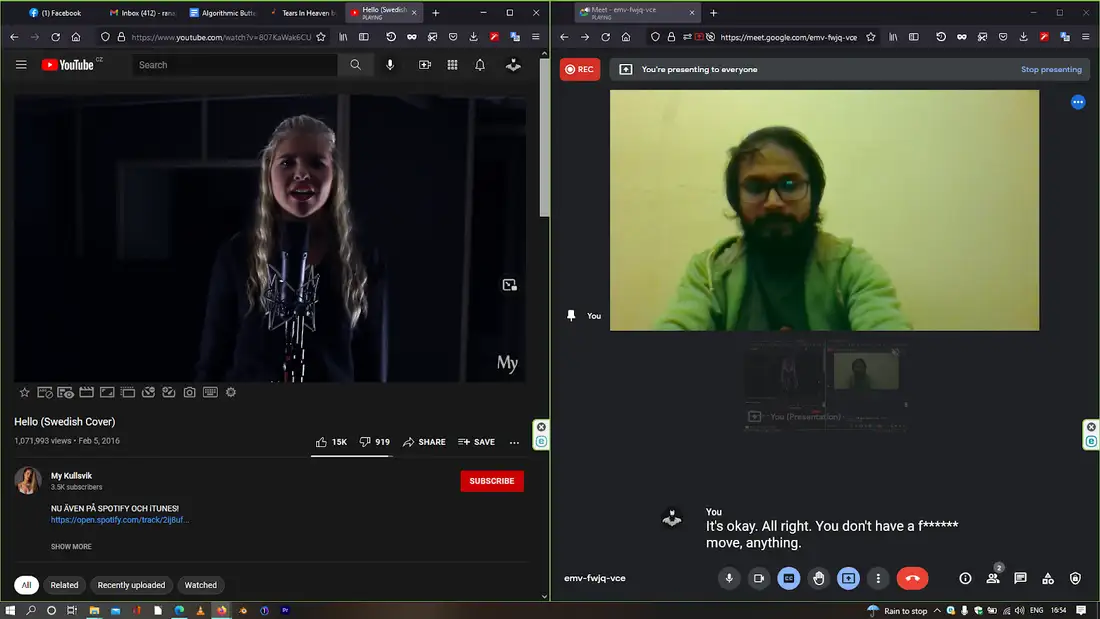 (1) Facebook
Inbox (412) - rana
Algorithmic Butt
Tears In Heaven b
Hello (Swedish
PLAYING
https://www.youtube.com/watch?v=807KaWak6CU
YouTube CZ
Search
My
Hello (Swedish Cover)
1,071,993 views • Feb 5, 2016
15K
919
SHARE
SAVE
My Kullsvik
3.5K subscribers
SUBSCRIBE
NU ÄVEN PÅ SPOTIFY OCH iTUNES!
https://open.spotify.com/track/2ij8uf...
SHOW MORE
All
Related
Recently uploaded
Watched
Meet - emv-fwjq-vce
PLAYING
https://meet.google.com/emv-fwjq-vce
REC
You're presenting to everyone
Stop presenting
You
You (Presentation)
You
It's okay. All right. You don't have a f******
move, anything.
emv-fwjq-vce
CC
2
Rain to stop
ENG
16:54